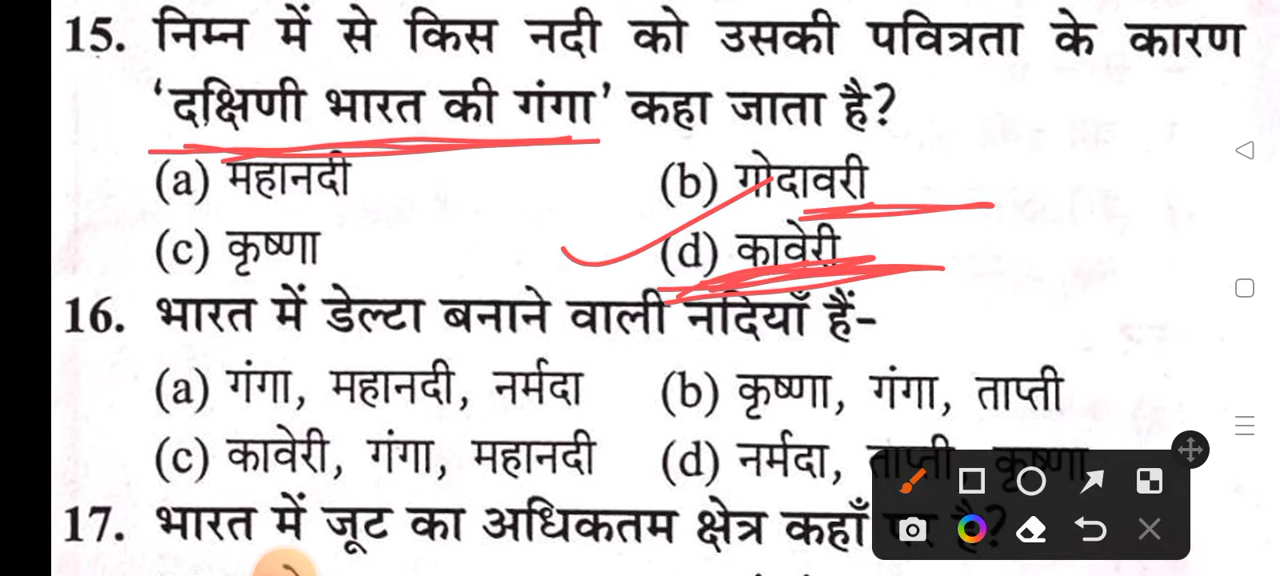 15. निम्न में से किस नदी को उसकी पवित्रता के कारण
'दक्षिणी भारत की गंगा' कहा जाता है?
(a) महानदी (b) गोदावरी
(c) कृष्णा (d) कावेरी
16. भारत में डेल्टा बनाने वाली नदियाँ हैं-
(a) गंगा, महानदी, नर्मदा (b) कृष्णा, गंगा, ताप्ती
(c) कावेरी, गंगा, महानदी (d) नर्मदा, ताप्ती, कृष्णा
17. भारत में जूट का अधिकतम क्षेत्र कहाँ पर है?